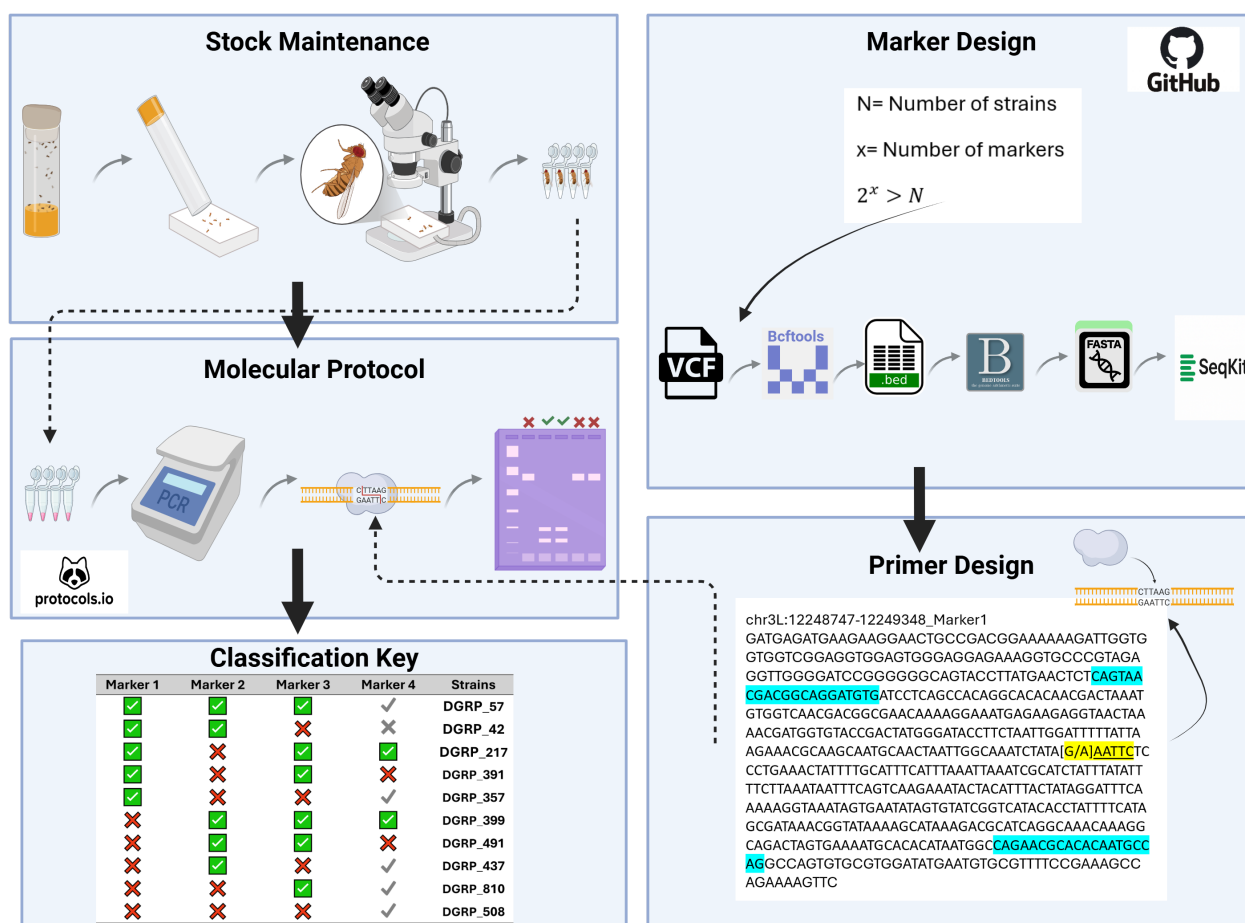 Stock Maintenance
Marker Design
GitHub
N= Number of strains
x= Number of markers
2ˣ > N
VCF
Bcftools
.bed
B
BEDTOOLS
FASTA
SeqKit
Molecular Protocol
PCR
CTTAAG
GAATTC
protocols.io
Primer Design
CTTAAG
GAATTC
chr3L:12248747-12249348_Marker1
GATGAGATGAAGAAGGAACTGCCGACGGAAAAAAGATTGGTG
GTGGTCGGAGGTGGAGTGGGAGGAGAAAGGTGCCCGTAGA
GGTTGGGGATCCGGGGGGCAGTACCTTATGAACTCTCAGTAA
CGACGGCAGGATGTGATCCTCAGCCACAGGCACACAACGACTAAAT
GTGGTCAACGACGGCGAACAAAAGGAAATGAGAAGAGGTAACTAA
AACGATGGTGTACCGACTATGGGATACCTTCTAATTGGATTTTTATTA
AGAAACGCAAGCAATGCAACTAATTGGCAAATCTATA[G/A]AATTCTC
CCTGAAACTATTTTGCATTTCATTTAAATTAAATCGCATCTATTTATATT
TTCTTAAATAATTTCAGTCAAGAAATACTACATTTACTATAGGATTTCA
AAAAGGTAAATAGTGAATATAGTGTATCGGTCATACACCTATTTTCATA
GCGATAAACGGTATAAAAGCATAAAGACGCATCAGGCAAACAAAGG
CAGACTAGTGAAAATGCACACATAATGGCCAGAACGCACACAATGCC
AGGCCAGTGTGCGTGGATATGAATGTGCGTTTTCCGAAAGCC
AGAAAAGTTC
Classification Key
Marker 1 Marker 2 Marker 3 Marker 4 Strains
DGRP_57
DGRP_42
DGRP_217
DGRP_391
DGRP_357
DGRP_399
DGRP_491
DGRP_437
DGRP_810
DGRP_508